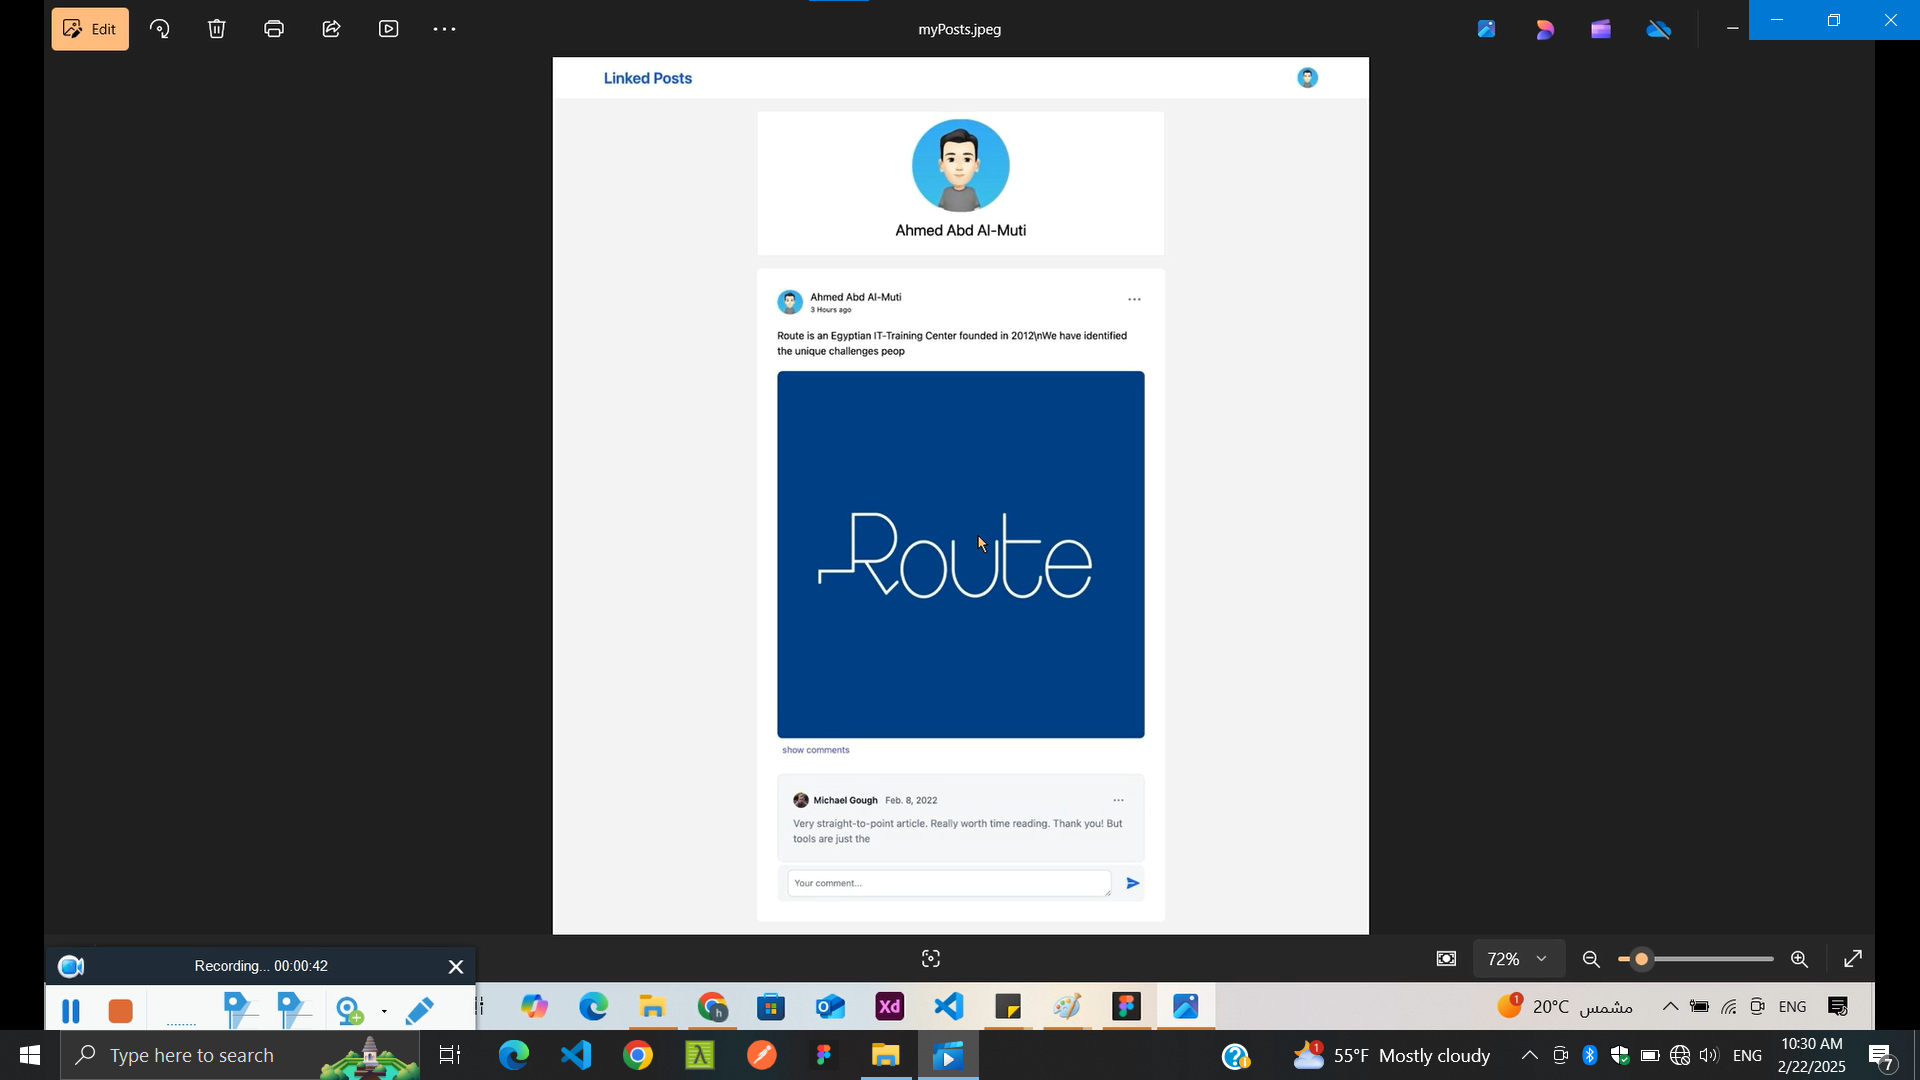 Edit
myPosts.jpeg
Linked Posts
Ahmed Abd Al-Muti
Ahmed Abd Al-Muti
3 Hours ago
Route is an Egyptian IT-Training Center founded in 2012\nWe have identified
the unique challenges peop
Route
show comments
Michael Gough Feb. 8, 2022
Very straight-to-point article. Really worth time reading. Thank you! But
tools are just the
Your comment...
72%
Recording... 00:00:42
Xd
h
1
20°C مشمس
ENG
Type here to search
1
55°F Mostly cloudy
ENG
10:30 AM
2/22/2025
7